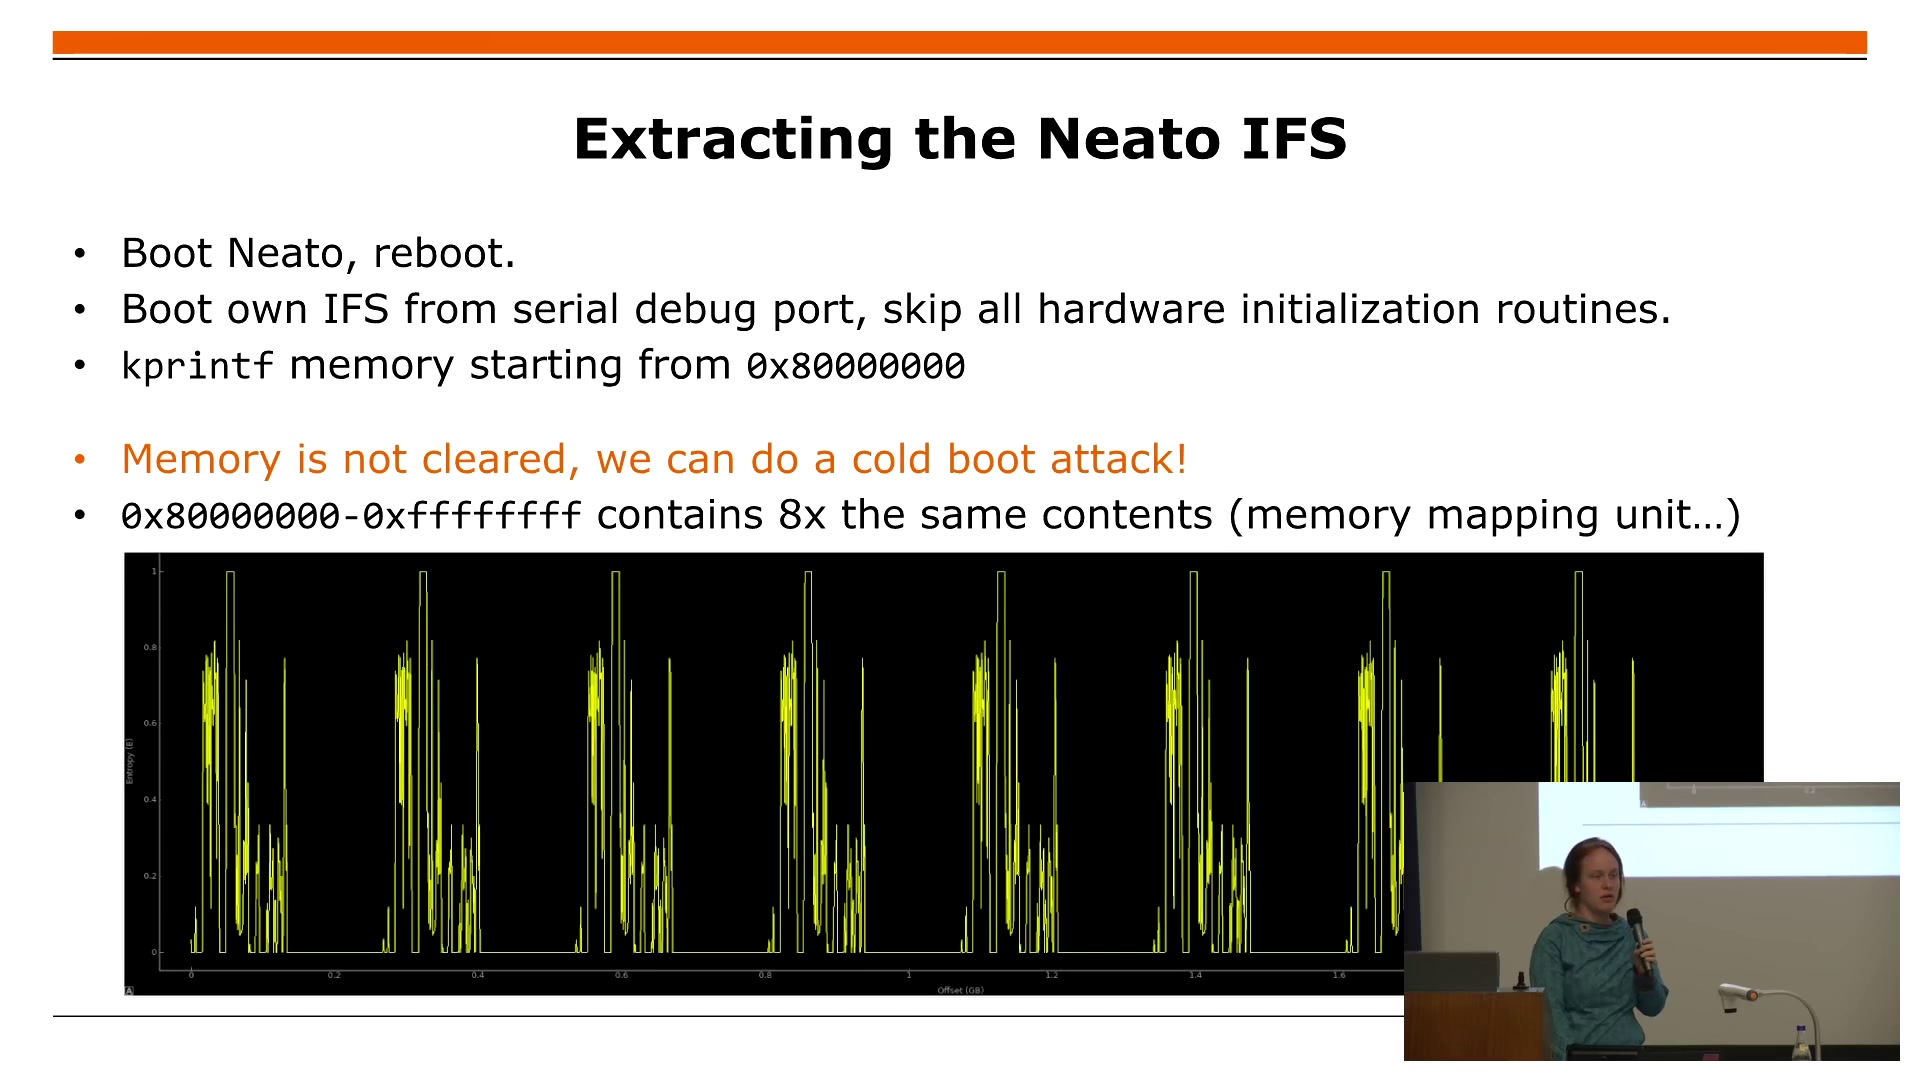 Extracting the Neato IFS
• Boot Neato, reboot.
• Boot own IFS from serial debug port, skip all hardware initialization routines.
• kprintf memory starting from 0x80000000
• Memory is not cleared, we can do a cold boot attack!
• 0x80000000-0xffffffff contains 8x the same contents (memory mapping unit…)
1
0.8
0.6
0.4
0.2
0
Entropy (E)
0 0.2 0.4 0.6 0.8 1 1.2 1.4 1.6
Offset (GB)
A